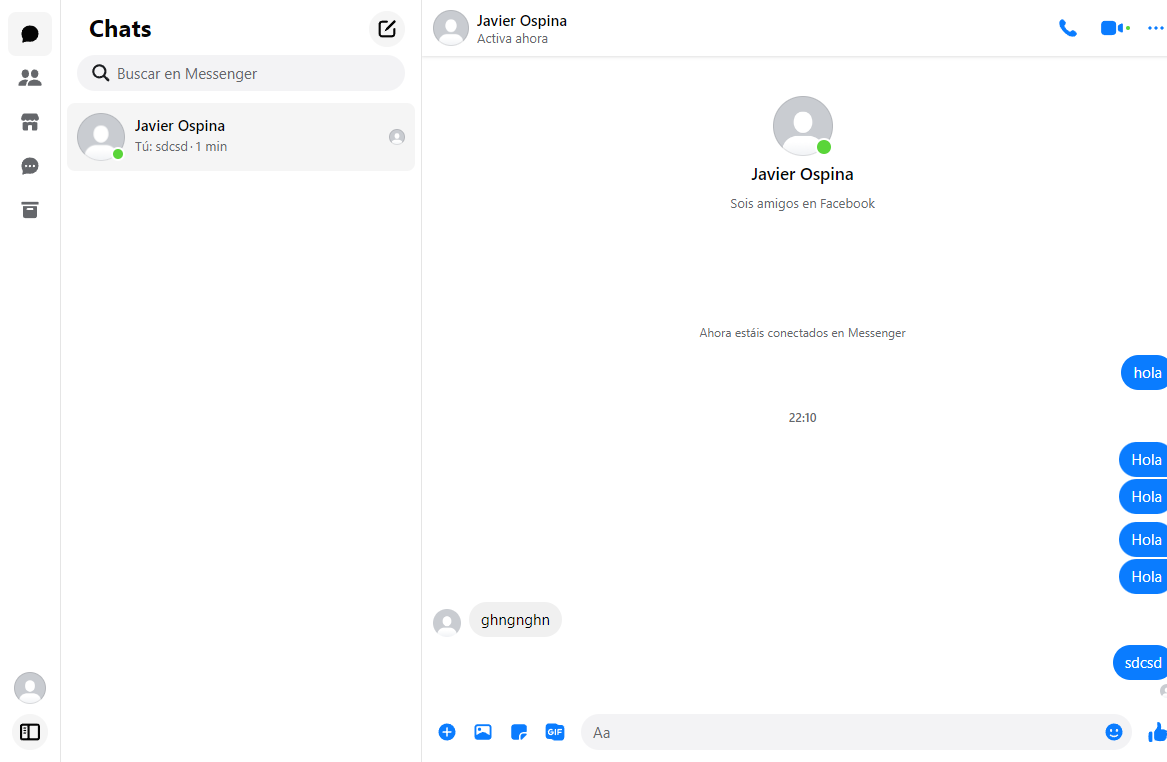 Chats
Buscar en Messenger
Javier Ospina
Tú: sdcsd · 1 min
Javier Ospina
Activa ahora
Javier Ospina
Sois amigos en Facebook
Ahora estáis conectados en Messenger
hola
22:10
Hola
Hola
Hola
Hola
ghngnghn
sdcsd
GIF
Aa